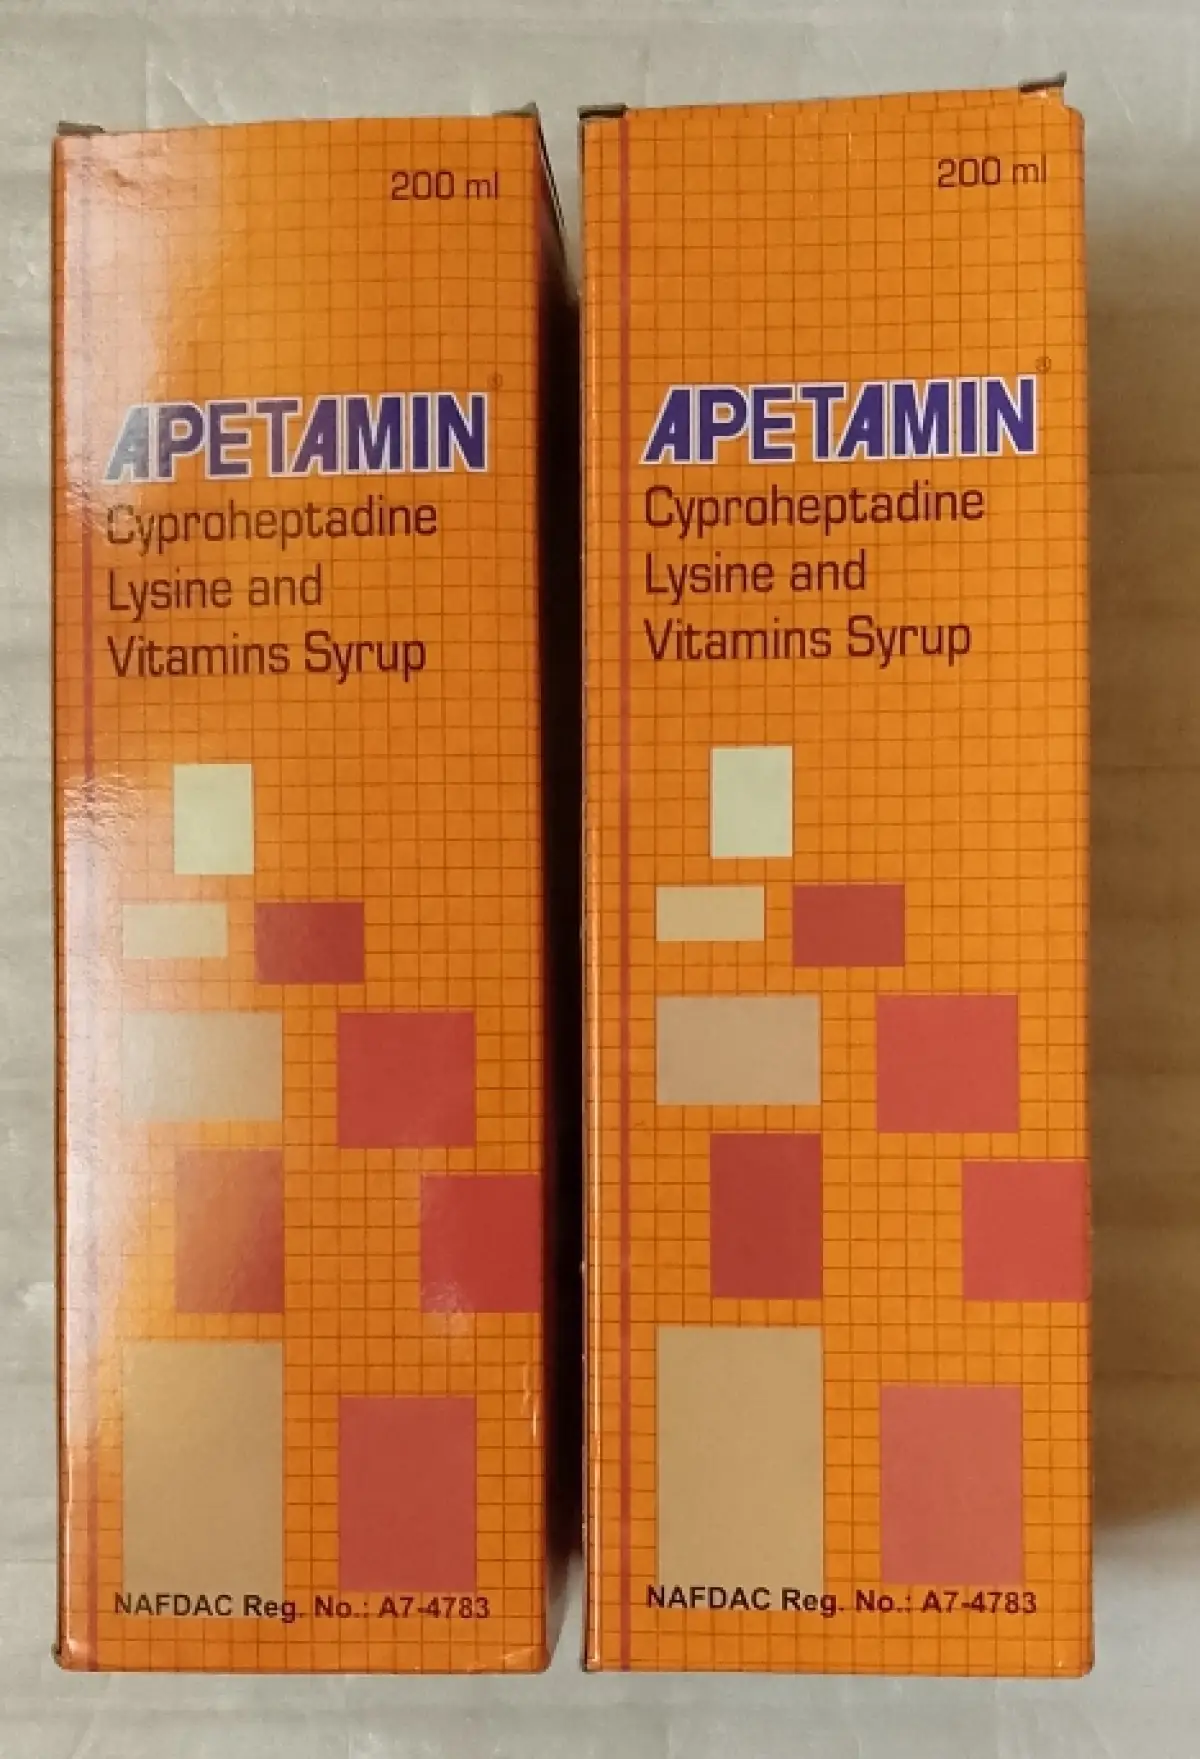 200 ml
APETAMIN®
Cyproheptadine
Lysine and
Vitamins Syrup
NAFDAC Reg. No.: A7-4783
200 ml
APETAMIN®
Cyproheptadine
Lysine and
Vitamins Syrup
NAFDAC Reg. No.: A7-4783